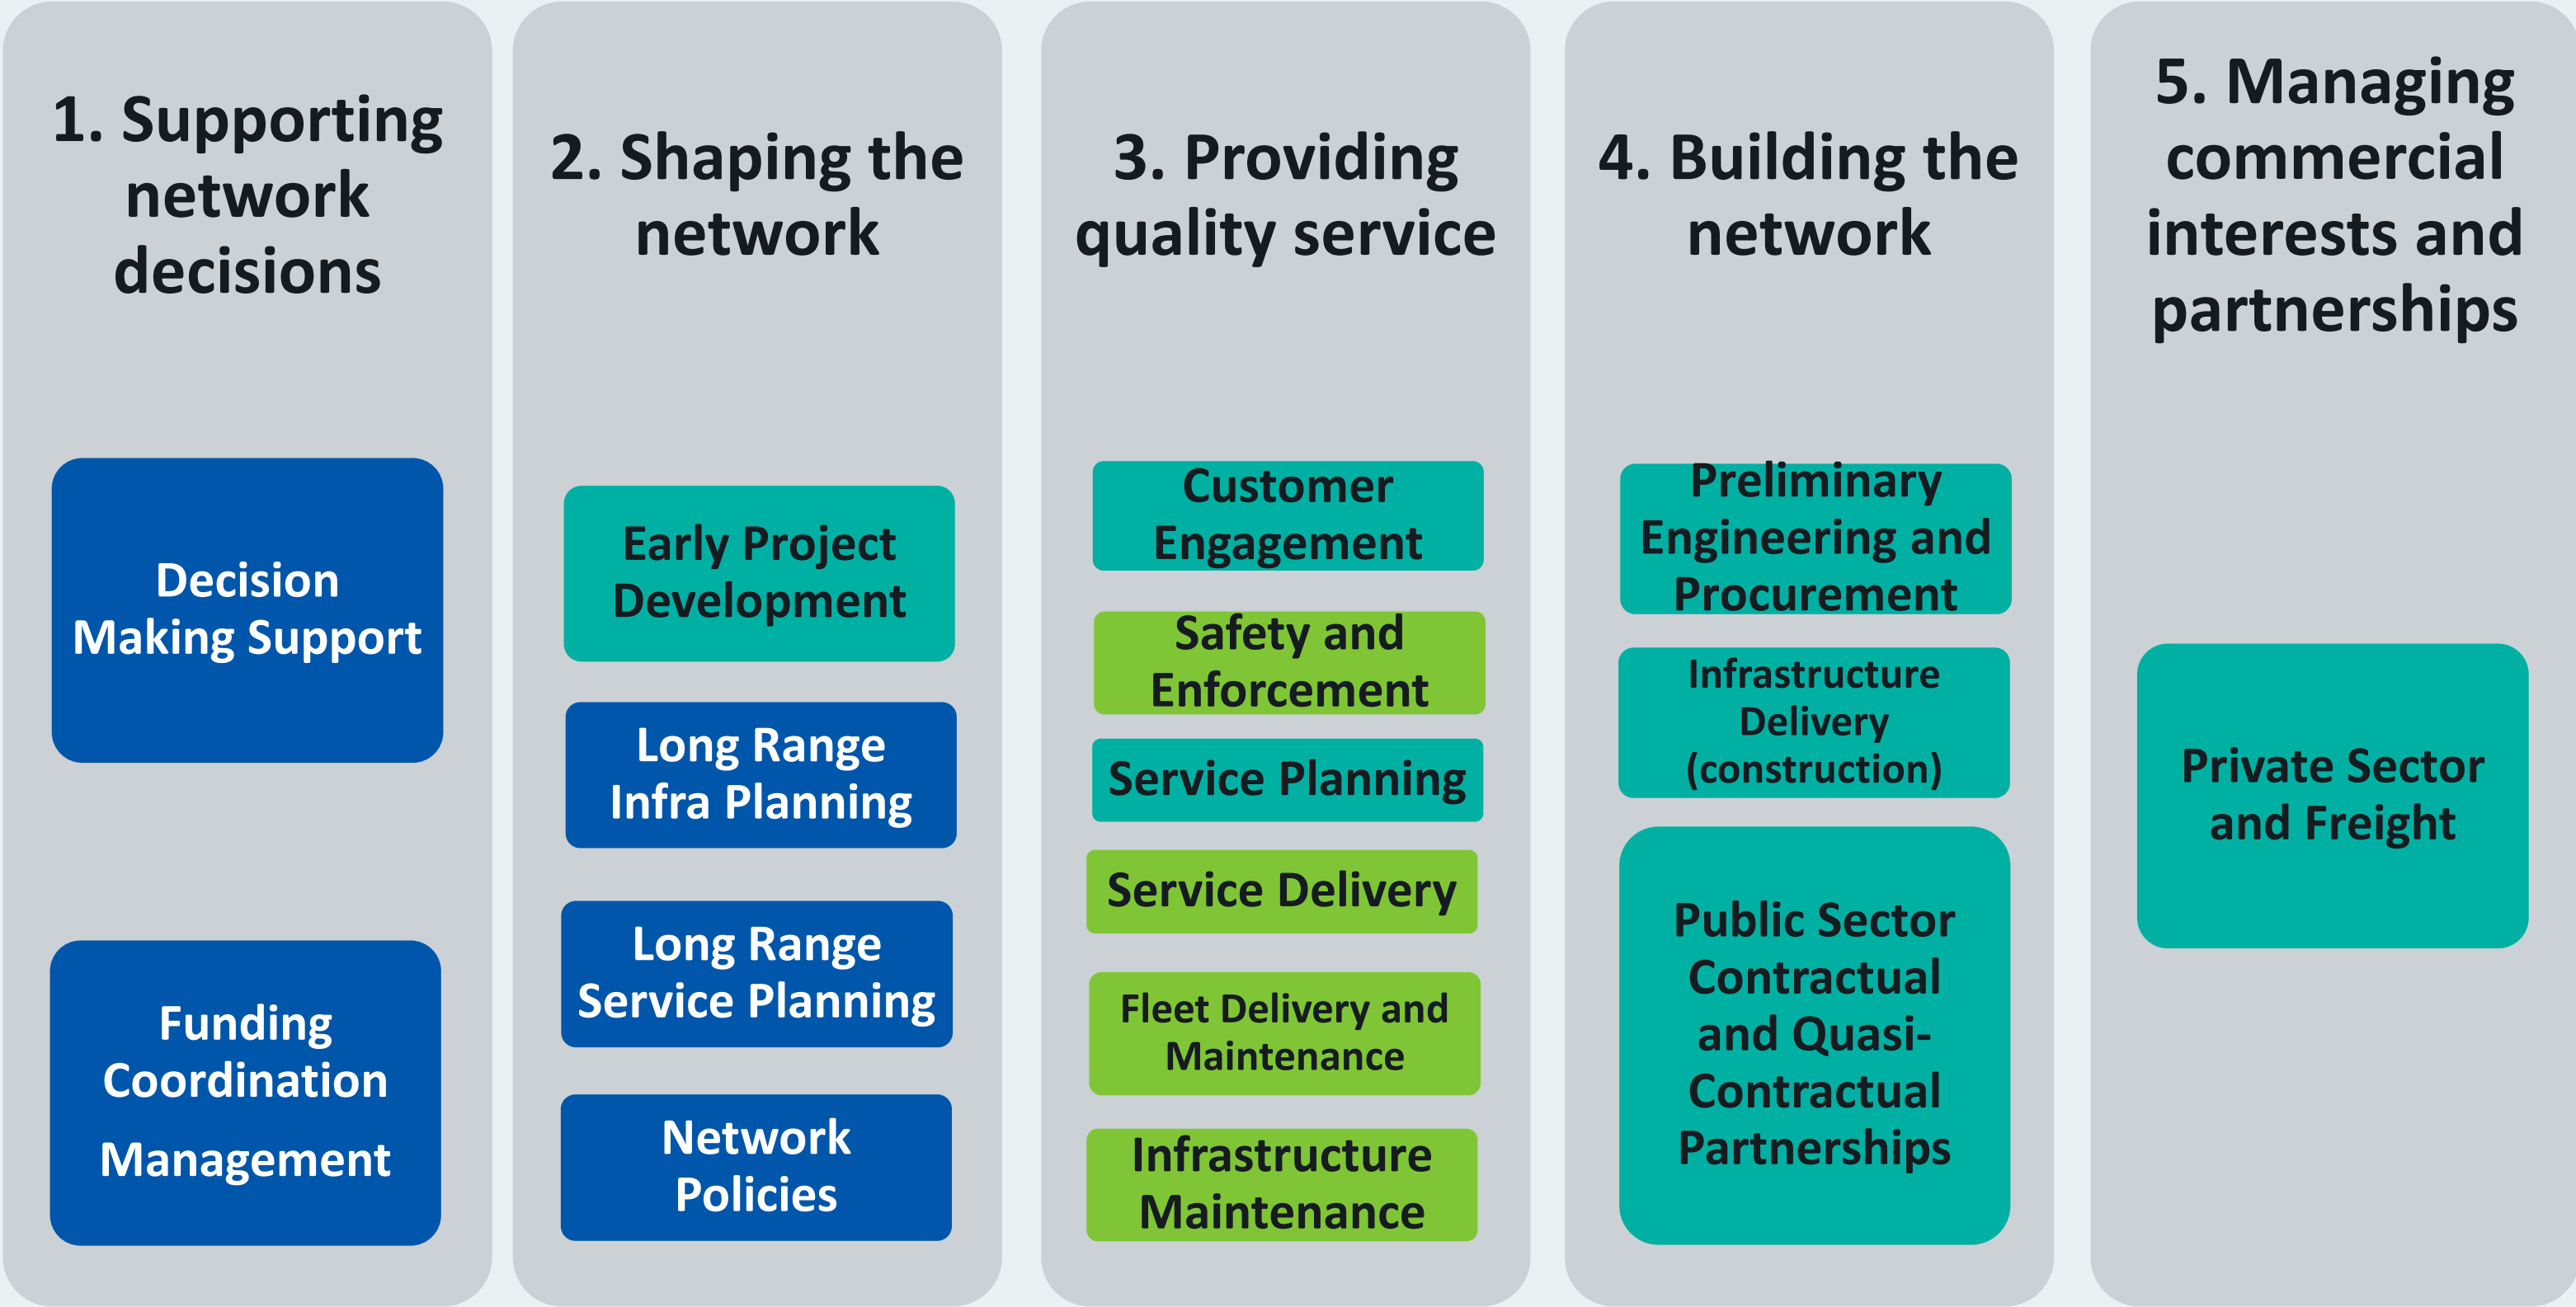 1. Supporting
network
decisions
Decision
Making Support
Funding
Coordination
Management
2. Shaping the
network
Early Project
Development
Long Range
Infra Planning
Long Range
Service Planning
Network
Policies
3. Providing
quality service
Customer
Engagement
Safety and
Enforcement
Service Planning
Service Delivery
Fleet Delivery and
Maintenance
Infrastructure
Maintenance
4. Building the
network
Preliminary
Engineering and
Procurement
Infrastructure
Delivery
(construction)
Public Sector
Contractual
and Quasi-
Contractual
Partnerships
5. Managing
commercial
interests and
partnerships
Private Sector
and Freight